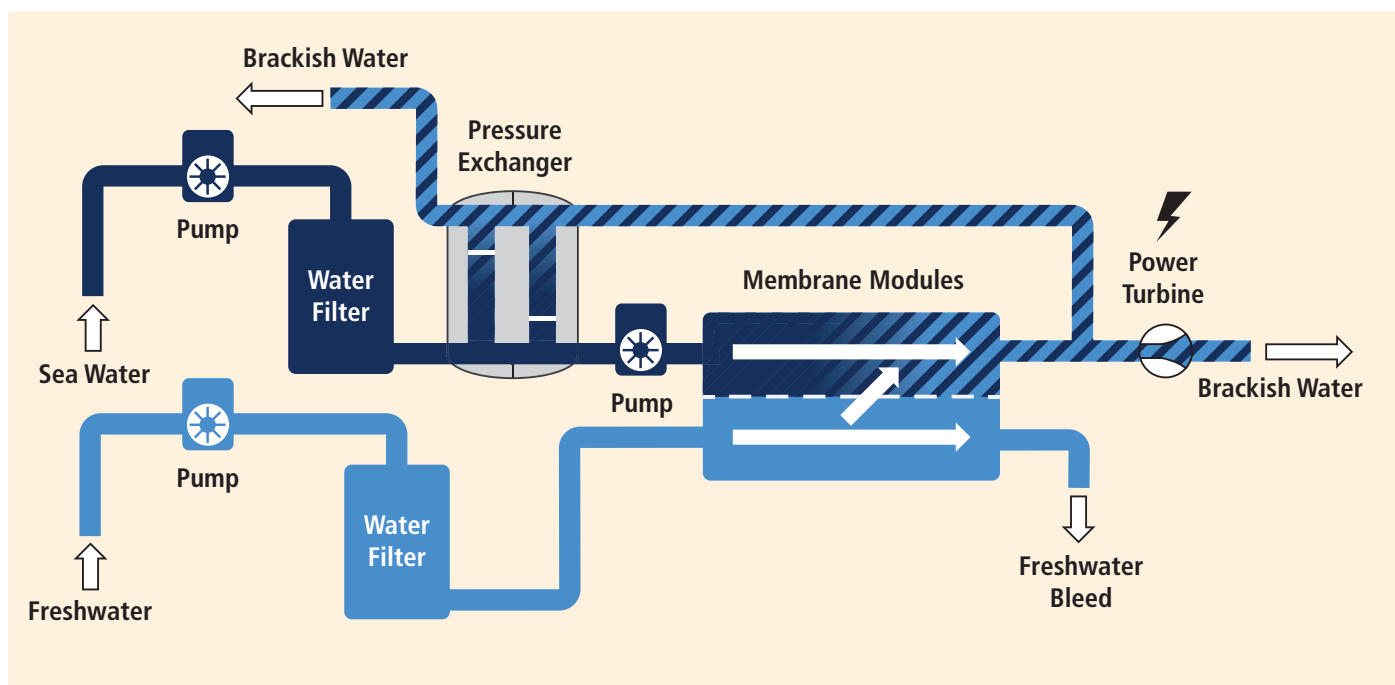 Brackish Water
Pressure
Exchanger
Pump
Water
Filter
Sea Water
Pump
Membrane Modules
Power
Turbine
Brackish Water
Pump
Water
Filter
Freshwater
Freshwater
Bleed